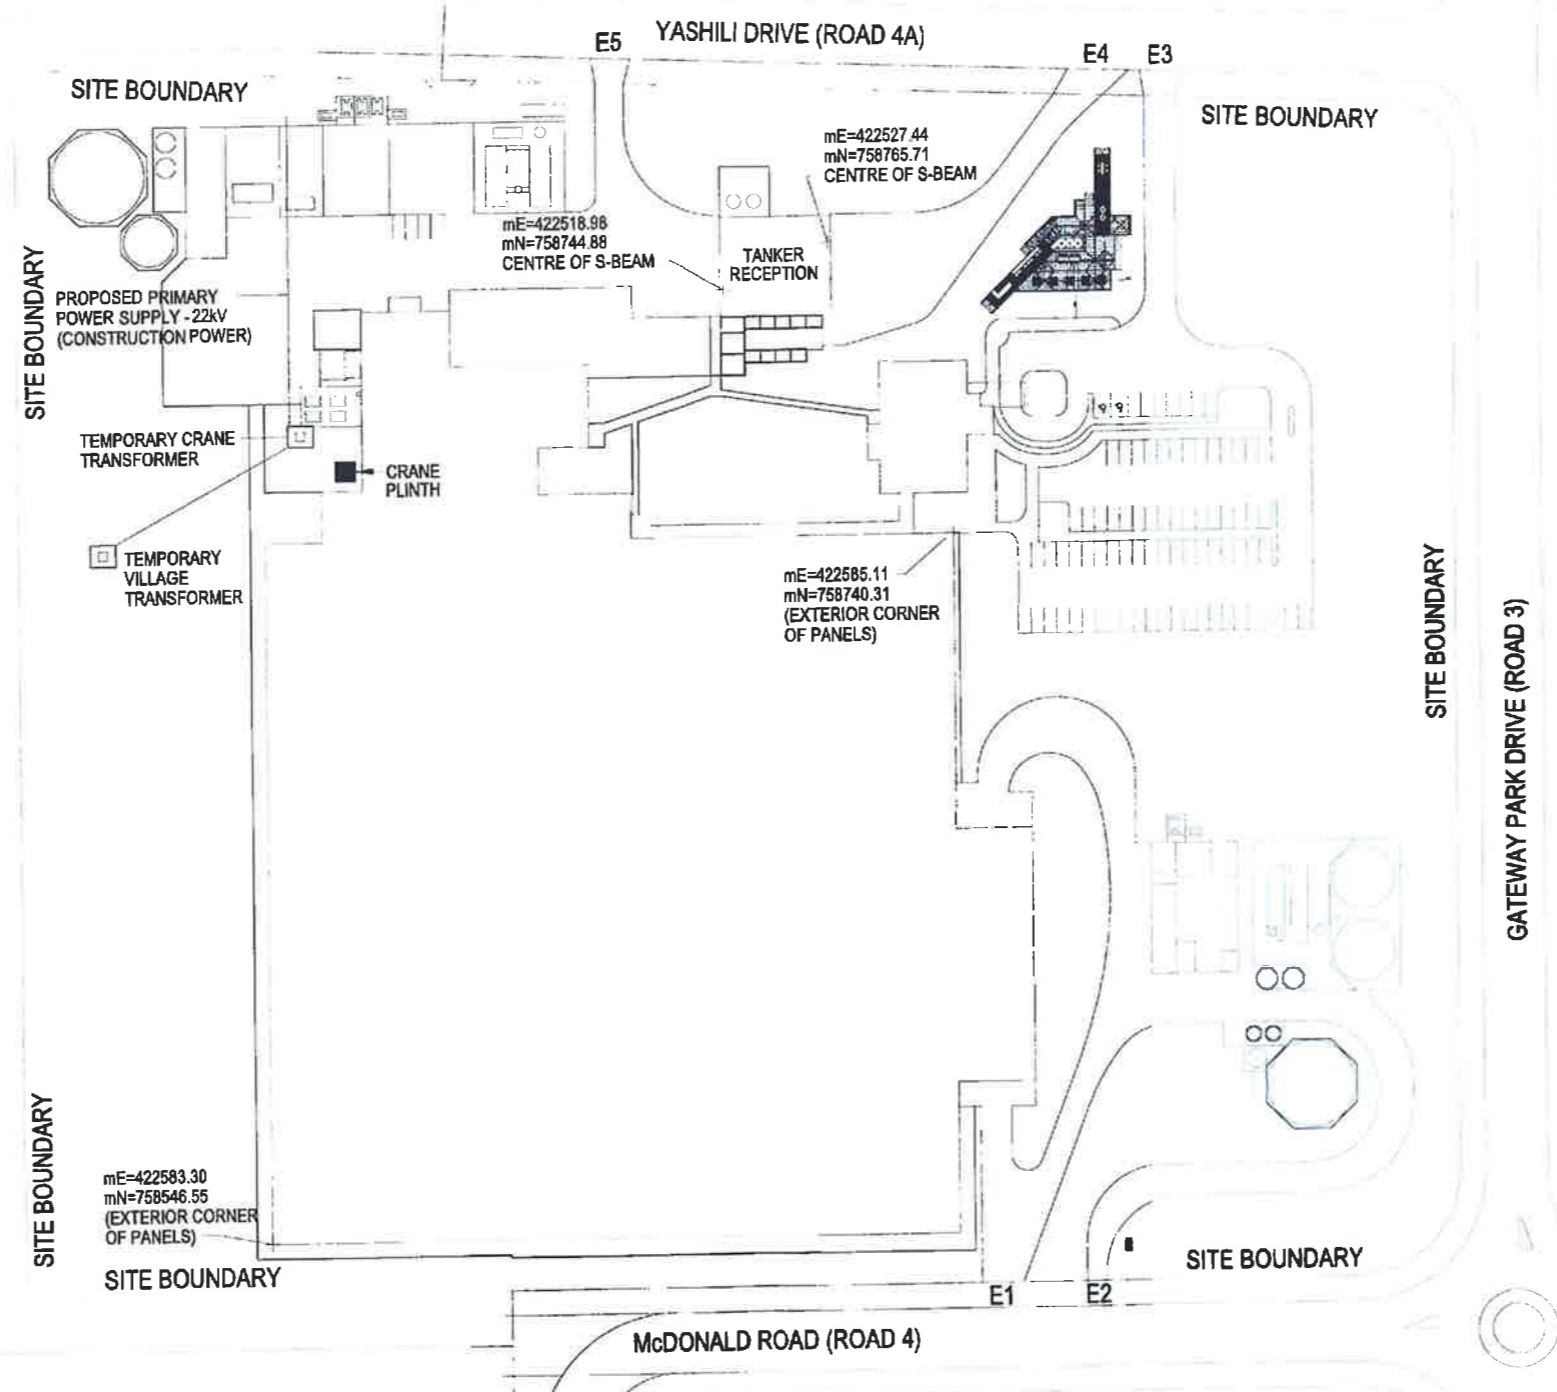 YASHILI DRIVE (ROAD 4A)
E5
E4
E3
SITE BOUNDARY
SITE BOUNDARY
mE=422527.44
mN=758765.71
CENTRE OF S-BEAM
mE=422518.98
mN=758744.88
CENTRE OF S-BEAM
TANKER
RECEPTION
SITE BOUNDARY
PROPOSED PRIMARY
POWER SUPPLY - 22kV
(CONSTRUCTION POWER)
TEMPORARY CRANE
TRANSFORMER
CRANE
PLINTH
TEMPORARY
VILLAGE
TRANSFORMER
mE=422585.11
mN=758740.31
(EXTERIOR CORNER
OF PANELS)
SITE BOUNDARY
GATEWAY PARK DRIVE (ROAD 3)
SITE BOUNDARY
mE=422583.30
mN=758546.55
(EXTERIOR CORNER
OF PANELS)
SITE BOUNDARY
SITE BOUNDARY
E1
E2
McDONALD ROAD (ROAD 4)